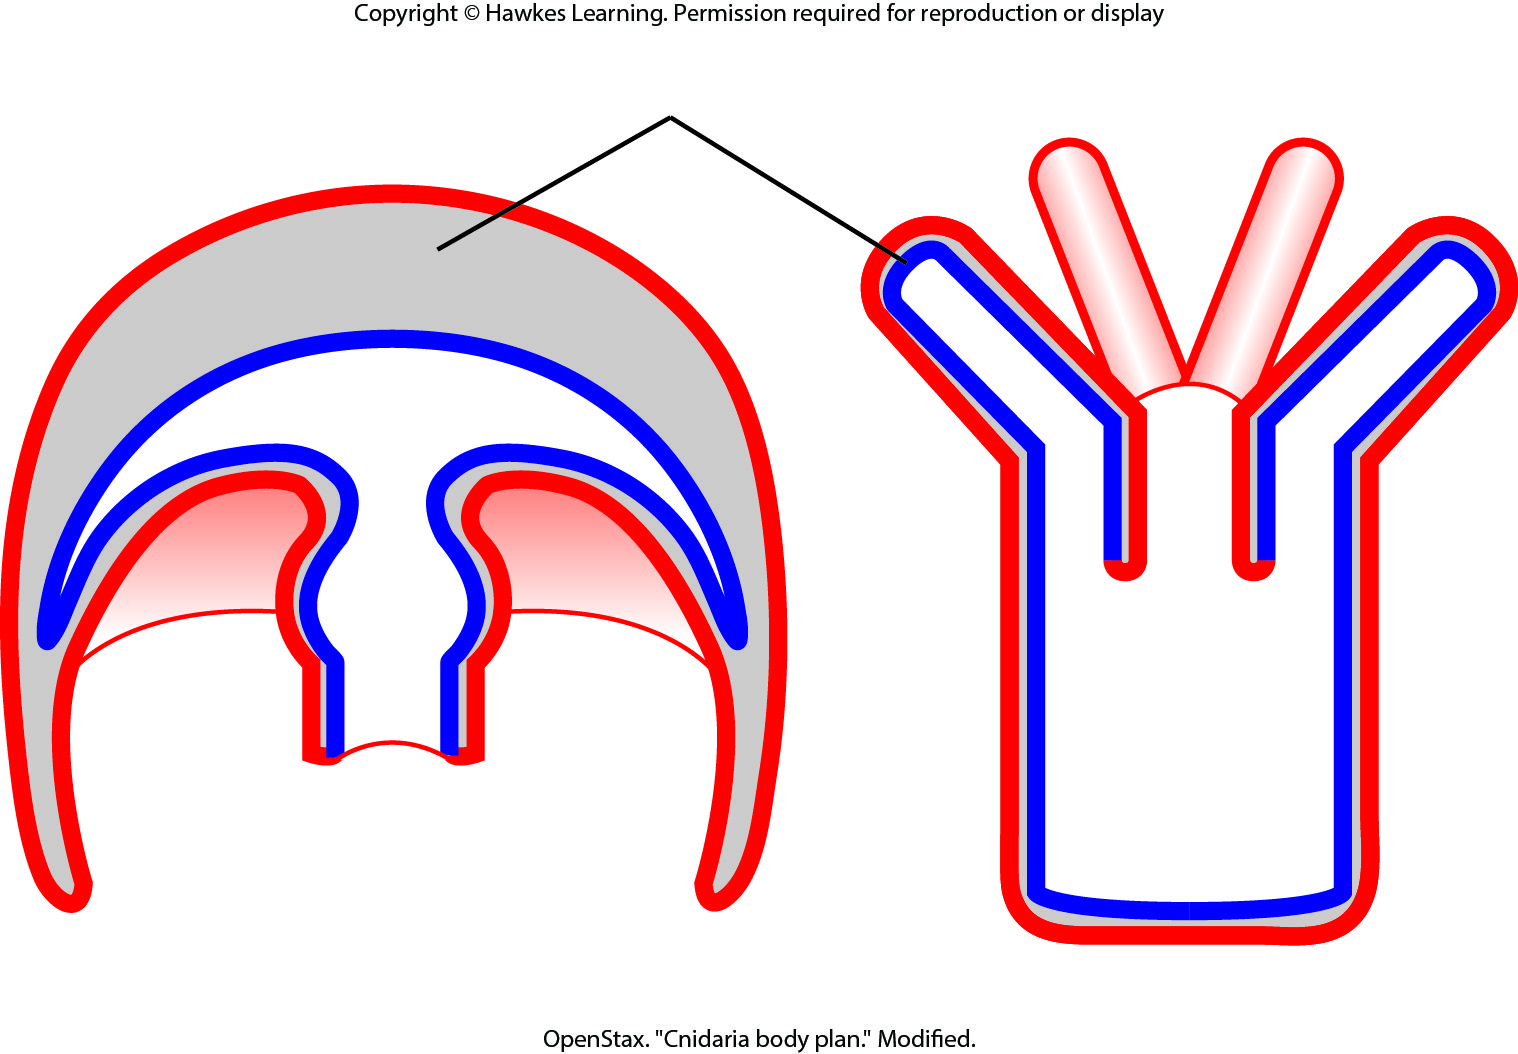 Copyright © Hawkes Learning. Permission required for reproduction or display
OpenStax. "Cnidaria body plan." Modified.